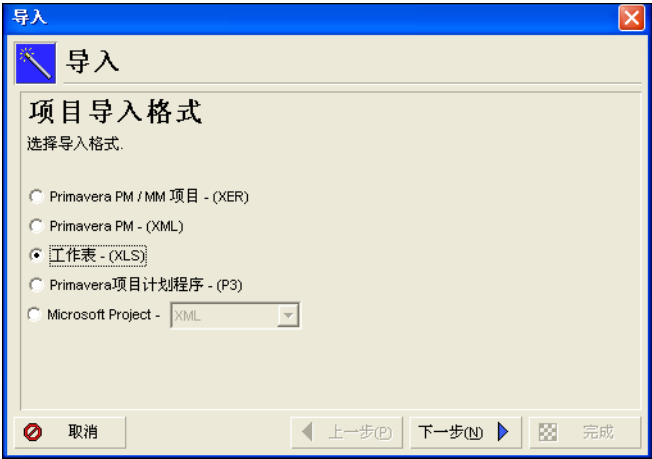 导入
导入
项目导入格式
选择导入格式.
Primavera PM / MM 项目 - (XER)
Primavera PM - (XML)
工作表 - (XLS)
Primavera项目计划程序 - (P3)
Microsoft Project - XML
取消 上一步(P) 下一步(N) 完成